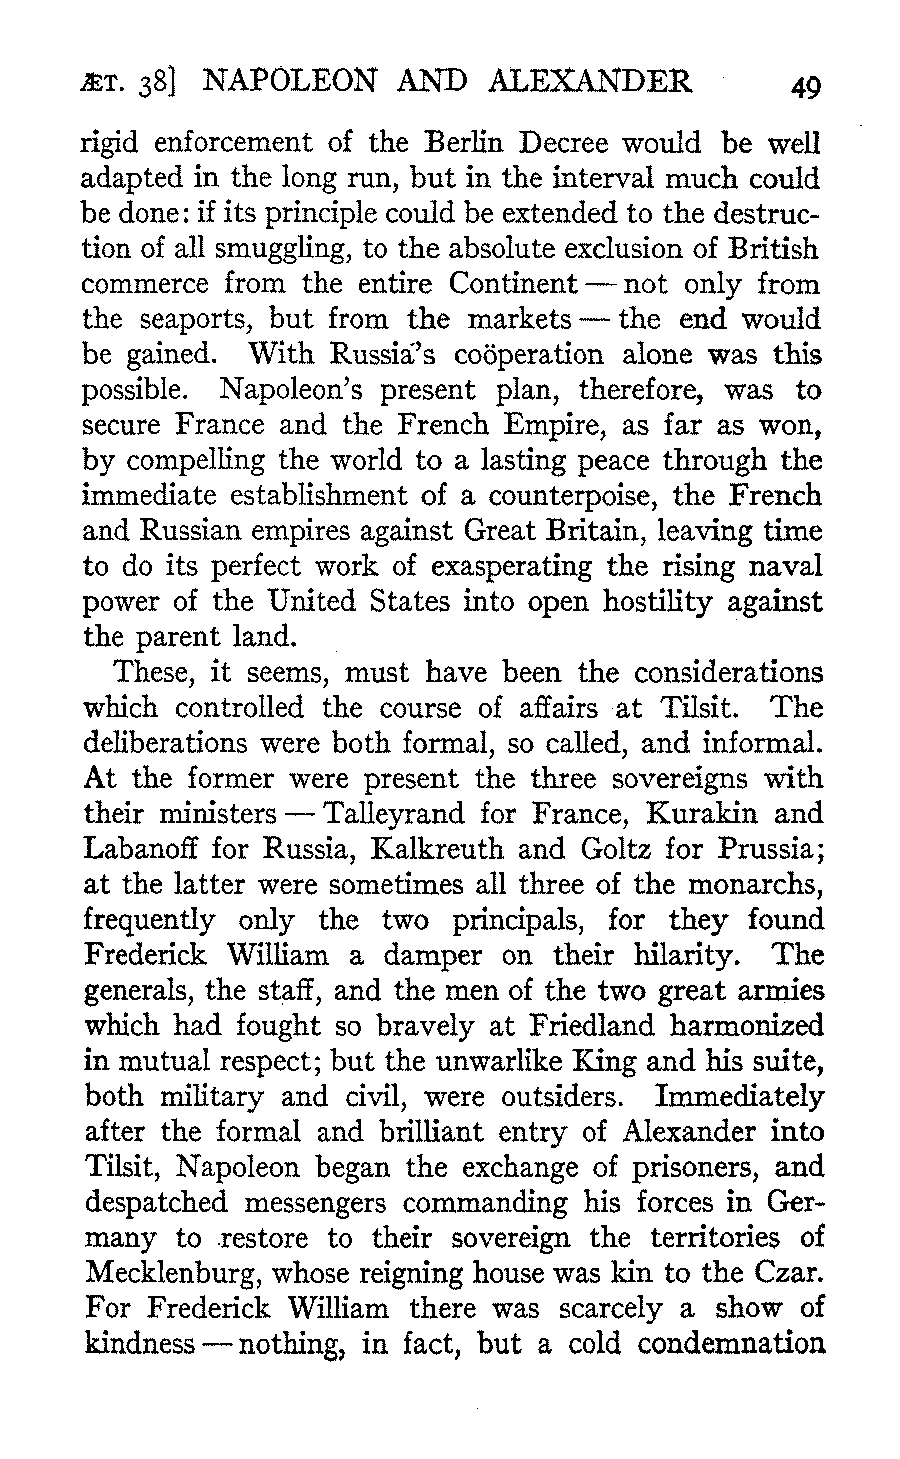 ÆT. 38] NAPOLEON AND ALEXANDER 49
rigid enforcement of the Berlin Decree would be well
adapted in the long run, but in the interval much could
be done: if its principle could be extended to the destruc-
tion of all smuggling, to the absolute exclusion of British
commerce from the entire Continent — not only from
the seaports, but from the markets — the end would
be gained. With Russia's coöperation alone was this
possible. Napoleon's present plan, therefore, was to
secure France and the French Empire, as far as won,
by compelling the world to a lasting peace through the
immediate establishment of a counterpoise, the French
and Russian empires against Great Britain, leaving time
to do its perfect work of exasperating the rising naval
power of the United States into open hostility against
the parent land.
These, it seems, must have been the considerations
which controlled the course of affairs at Tilsit. The
deliberations were both formal, so called, and informal.
At the former were present the three sovereigns with
their ministers — Talleyrand for France, Kurakin and
Labanoff for Russia, Kalkreuth and Goltz for Prussia;
at the latter were sometimes all three of the monarchs,
frequently only the two principals, for they found
Frederick William a damper on their hilarity. The
generals, the staff, and the men of the two great armies
which had fought so bravely at Friedland harmonized
in mutual respect; but the unwarlike King and his suite,
both military and civil, were outsiders. Immediately
after the formal and brilliant entry of Alexander into
Tilsit, Napoleon began the exchange of prisoners, and
despatched messengers commanding his forces in Ger-
many to restore to their sovereign the territories of
Mecklenburg, whose reigning house was kin to the Czar.
For Frederick William there was scarcely a show of
kindness — nothing, in fact, but a cold condemnation